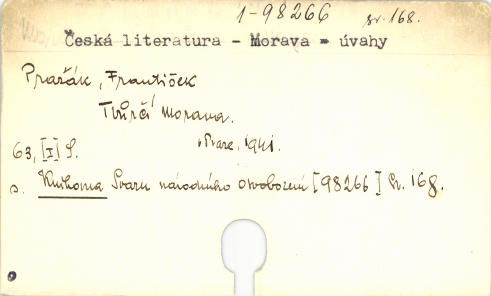 1-98266 sv. 168.
Česká literatura - Morava - úvahy
Pražák, František
Tvůrčí Morava.
v Praze, 1941.
63, [I] S.
Knihovna Svazu národního osvobození [98266] Sv. 168.